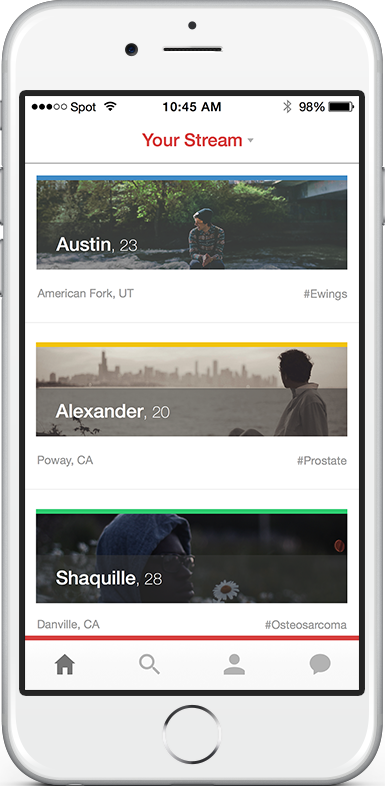 Spot 10:45 AM 98%
Your Stream
Austin, 23
American Fork, UT #Ewings
Alexander, 20
Poway, CA #Prostate
Shaquille, 28
Danville, CA #Osteosarcoma